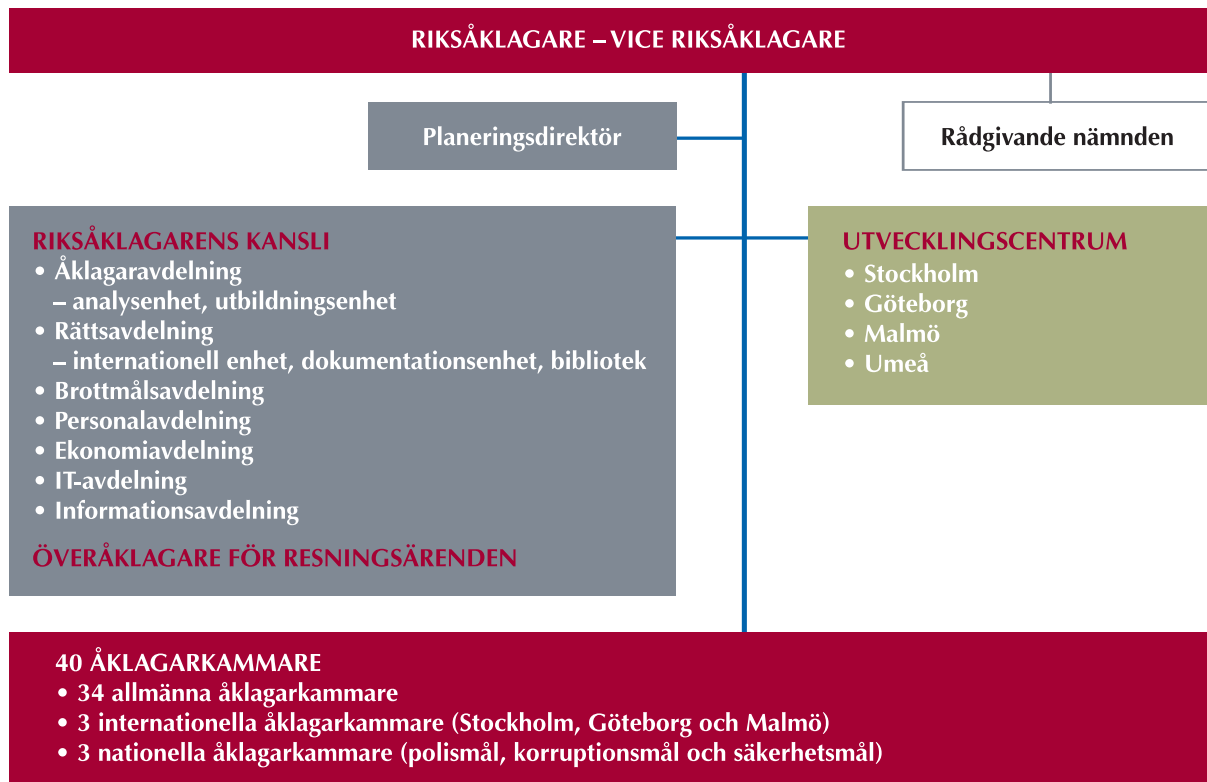 RIKSÅKLAGARE – VICE RIKSÅKLAGARE
Planeringsdirektör
Rådgivande nämnden
RIKSÅKLAGARENS KANSLI
• Åklagaravdelning
– analysenhet, utbildningsenhet
• Rättsavdelning
– internationell enhet, dokumentationsenhet, bibliotek
• Brottmålsavdelning
• Personalavdelning
• Ekonomiavdelning
• IT-avdelning
• Informationsavdelning
ÖVERÅKLAGARE FÖR RESNINGSÄRENDEN
UTVECKLINGSCENTRUM
• Stockholm
• Göteborg
• Malmö
• Umeå
40 ÅKLAGARKAMMARE
• 34 allmänna åklagarkammare
• 3 internationella åklagarkammare (Stockholm, Göteborg och Malmö)
• 3 nationella åklagarkammare (polismål, korruptionsmål och säkerhetsmål)